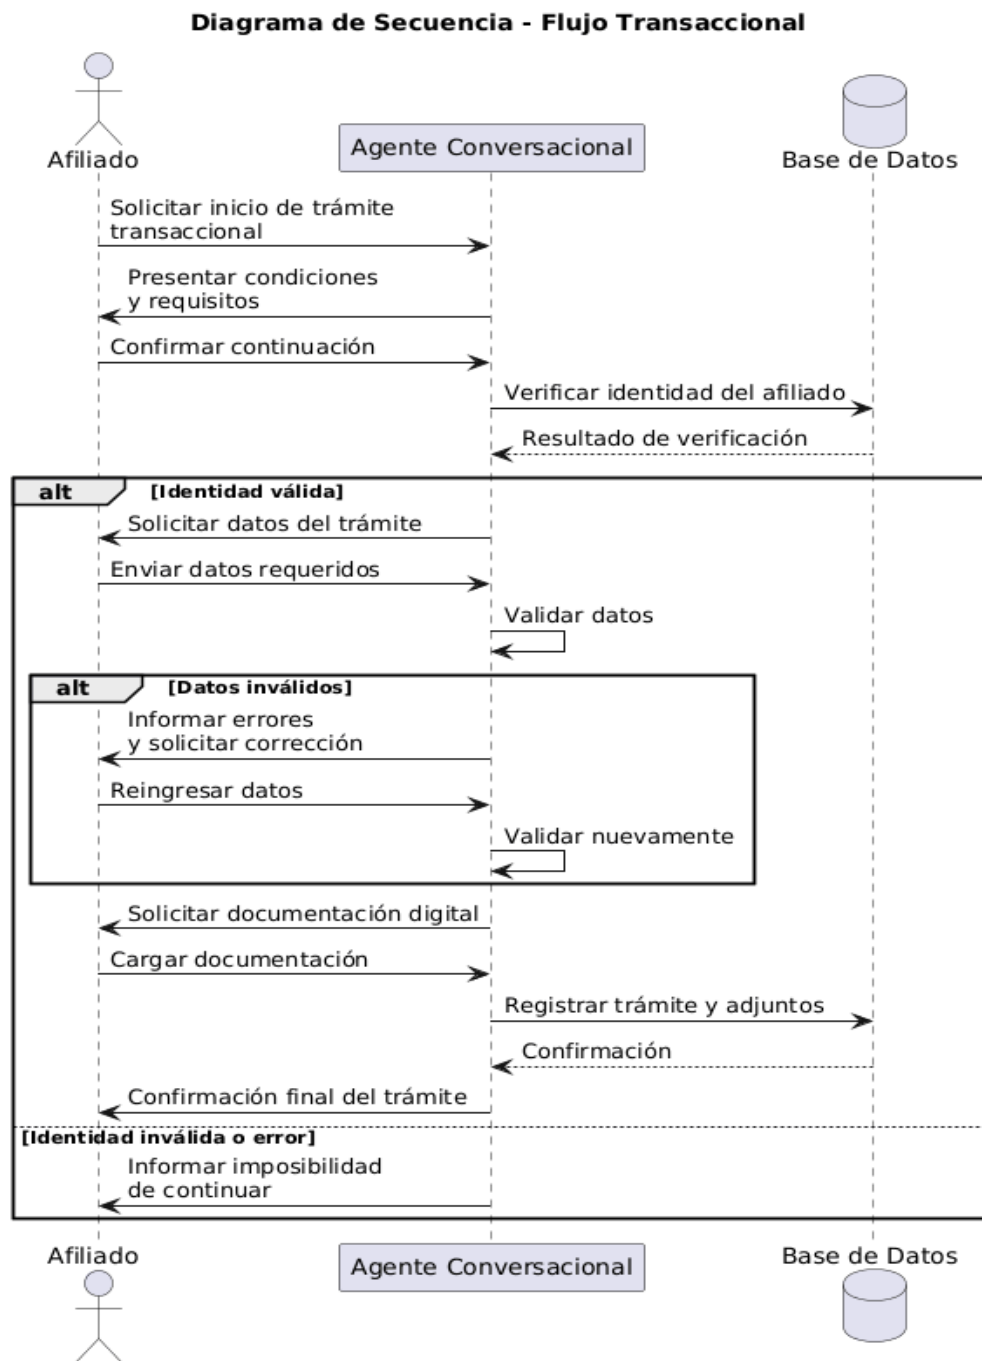 Diagrama de Secuencia - Flujo Transaccional
Afiliado
Agente Conversacional
Base de Datos
Solicitar inicio de trámite
transaccional
Presentar condiciones
y requisitos
Confirmar continuación
Verificar identidad del afiliado
Resultado de verificación
alt
[Identidad válida]
Solicitar datos del trámite
Enviar datos requeridos
Validar datos
alt
[Datos inválidos]
Informar errores
y solicitar corrección
Reingresar datos
Validar nuevamente
Solicitar documentación digital
Cargar documentación
Registrar trámite y adjuntos
Confirmación
Confirmación final del trámite
[Identidad inválida o error]
Informar imposibilidad
de continuar
Afiliado
Agente Conversacional
Base de Datos